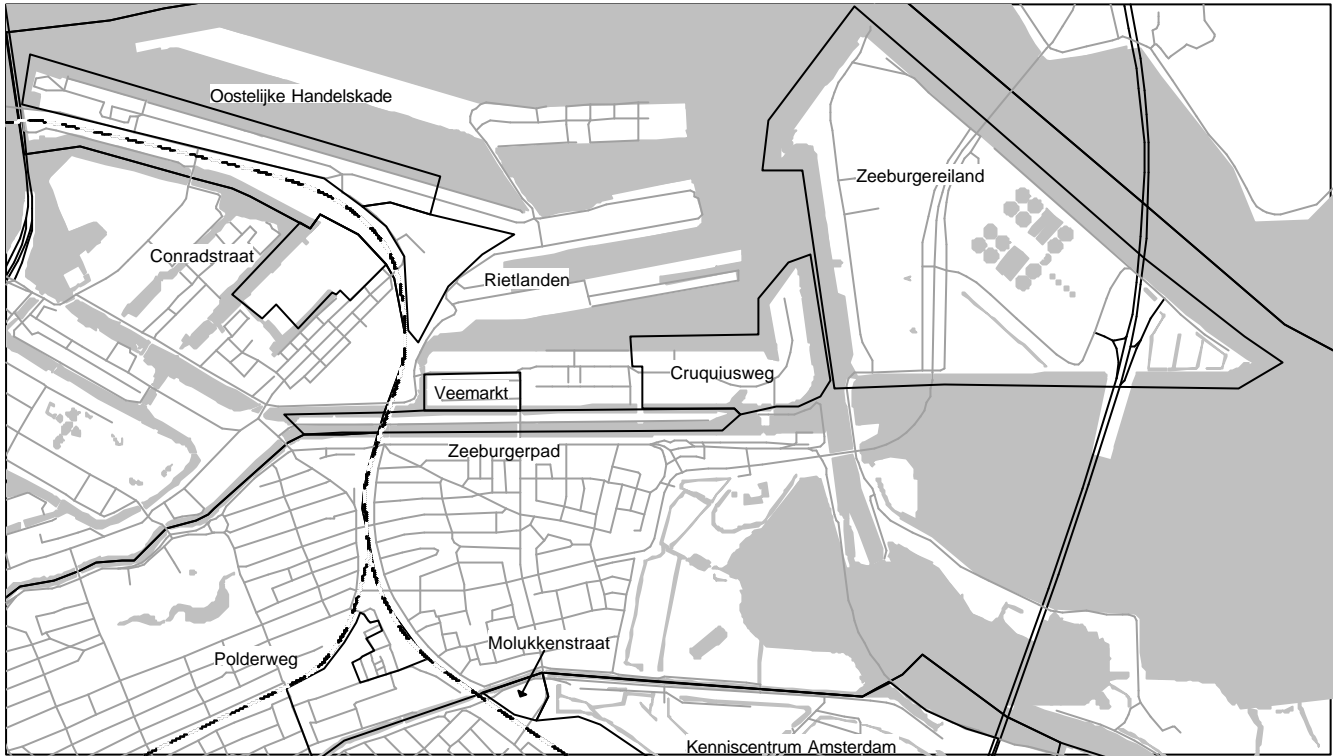 Oostelijke Handelskade
Zeeburgereiland
Conradstraat
Rietlanden
Cruquiusweg
Veemarkt
Zeeburgerpad
Molukkenstraat
Polderweg
Kenniscentrum Amsterdam